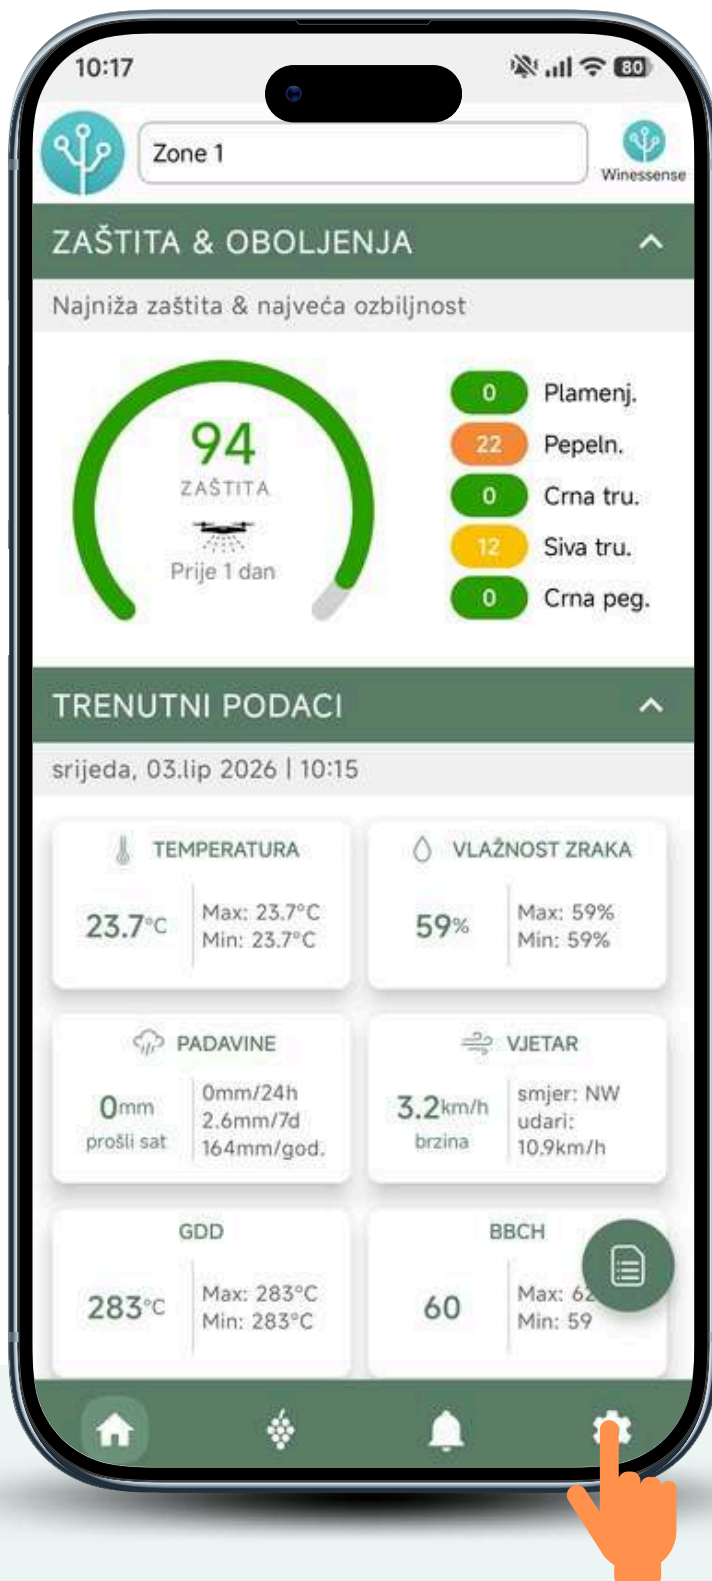 10:17
80
Zone 1
Winessense
ZAŠTITA & OBOLJENJA
Najniža zaštita & najveća ozbiljnost
94
ZAŠTITA
Prije 1 dan
0 Plamenj.
22 Pepeln.
0 Crna tru.
12 Siva tru.
0 Crna peg.
TRENUTNI PODACI
srijeda, 03.lip 2026 | 10:15
TEMPERATURA
23.7°C
Max: 23.7°C
Min: 23.7°C
VLAŽNOST ZRAKA
59%
Max: 59%
Min: 59%
PADAVINE
0mm
prošli sat
0mm/24h
2.6mm/7d
164mm/god.
VJETAR
3.2km/h
brzina
smjer: NW
udari:
10.9km/h
GDD
283°C
Max: 283°C
Min: 283°C
BBCH
60
Max: 62
Min: 59